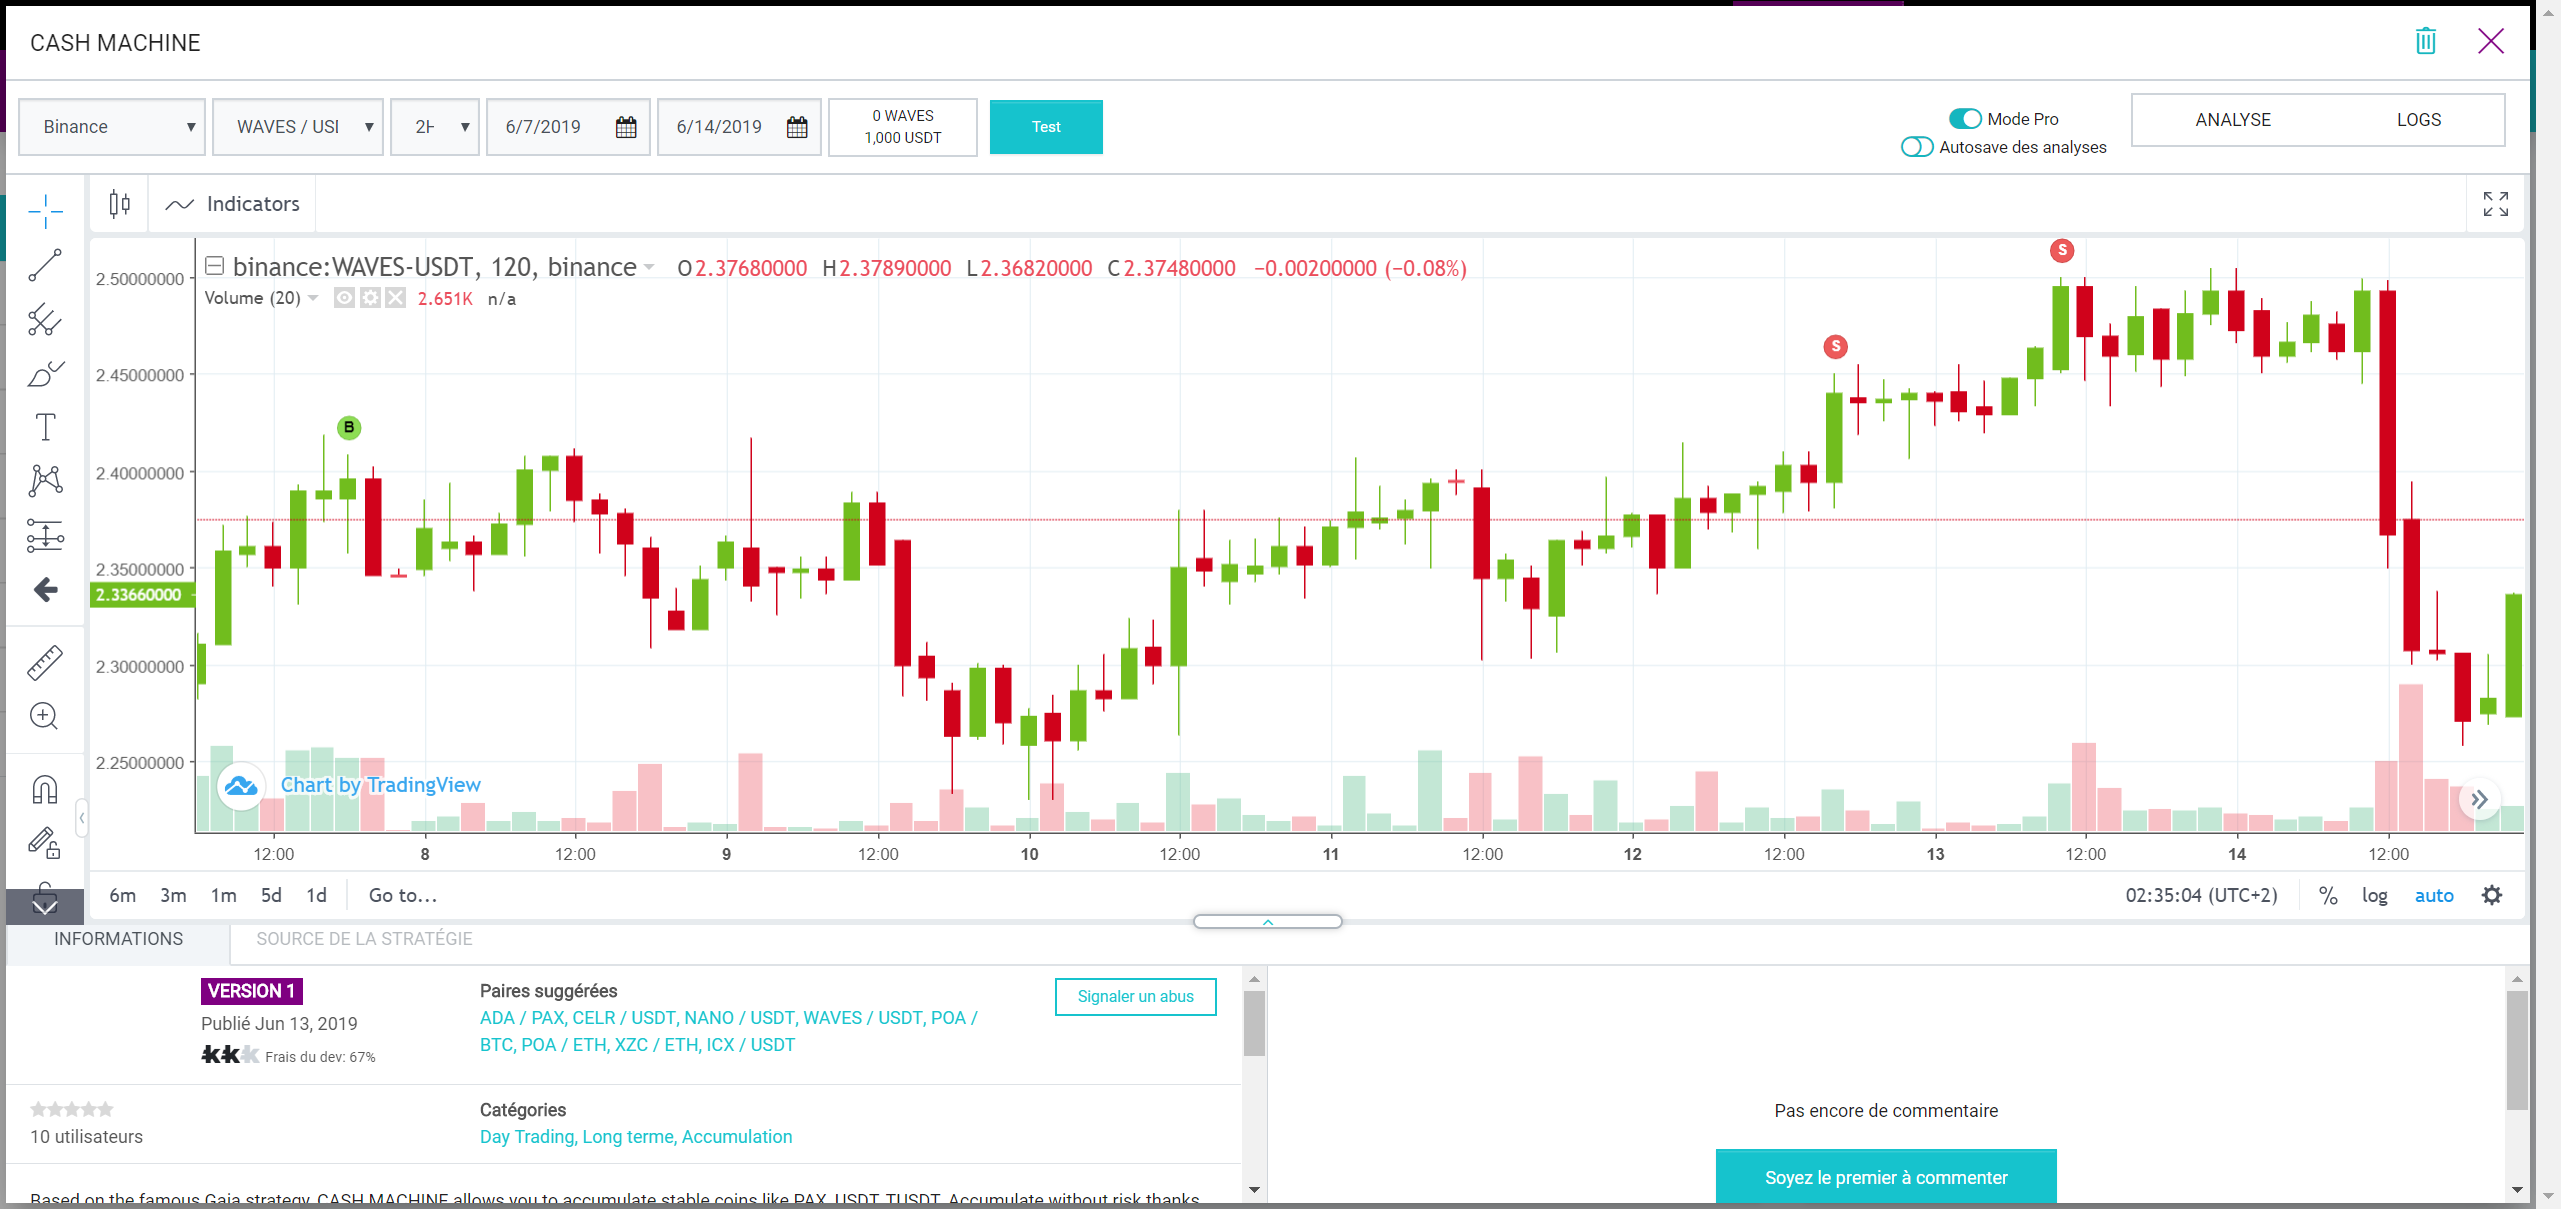 CASH MACHINE
Binance
WAVES / USI
2H
6/7/2019
6/14/2019
0 WAVES
1,000 USDT
Test
Mode Pro
Autosave des analyses
ANALYSE
LOGS
Indicators
binance:WAVES-USDT, 120, binance O2.37680000 H2.37890000 L2.36820000 C2.37480000 −0.00200000 (−0.08%)
Volume (20) 2.651K n/a
S
S
B
2.50000000
2.45000000
2.40000000
2.35000000
2.33660000
2.30000000
2.25000000
Chart by TradingView
12:00 8 12:00 9 12:00 10 12:00 11 12:00 12 12:00 13 12:00 14 12:00
6m 3m 1m 5d 1d Go to...
02:35:04 (UTC+2) % log auto
INFORMATIONS
SOURCE DE LA STRATÉGIE
VERSION 1
Publié Jun 13, 2019
Frais du dev: 67%
Paires suggérées
ADA / PAX, CELR / USDT, NANO / USDT, WAVES / USDT, POA /
BTC, POA / ETH, XZC / ETH, ICX / USDT
Signaler un abus
10 utilisateurs
Catégories
Day Trading, Long terme, Accumulation
Based on the famous Gaia strategy, CASH MACHINE allows you to accumulate stable coins like PAX, USDT, TUSDT. Accumulate without risk thanks
Pas encore de commentaire
Soyez le premier à commenter